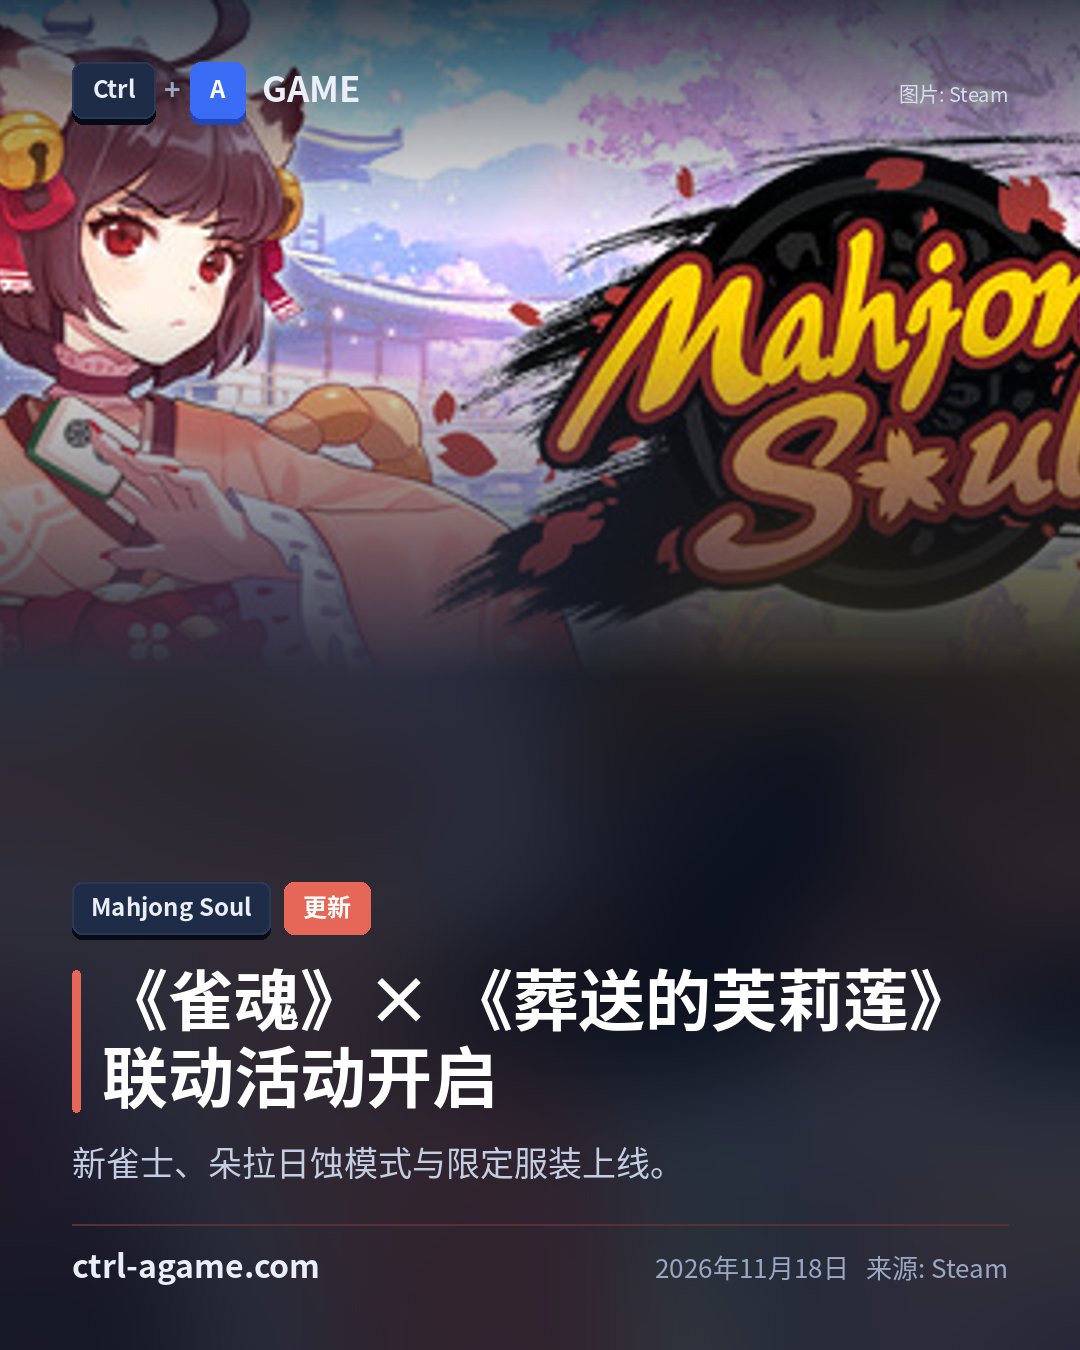 Ctrl + A GAME
图片: Steam
Mahjon
Soul
Mahjong Soul 更新
《雀魂》 × 《葬送的芙莉莲》
联动活动开启
新雀士、朵拉日蚀模式与限定服装上线。
ctrl-agame.com
2026年11月18日 来源: Steam